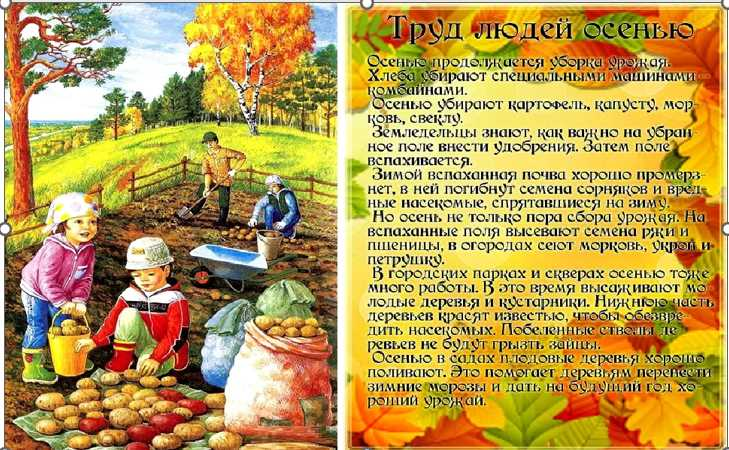 Труд людей осенью
Осенью продолжается уборка урожая.
Хлеба убирают специальными машинами –
комбайнами.
Осенью убирают картофель, капусту, мор-
ковь, свеклу.
Земледельцы знают, как важно на убран
ное поле внести удобрения. Затем поле
вспахивается.
Зимой вспаханная почва хорошо промерз-
нет, в ней погибнут семена сорняков и вред-
ные насекомые, спрятавшиеся на зиму.
Но осень не только пора сбора урожая. На
вспаханные поля высевают семена ржи и
пшеницы, в огородах сеют морковь, укроп и
петрушку.
В городских парках и скверах осенью тоже
много работы. В это время высаживают мо
лодые деревья и кустарники. Нижнюю часть
деревьев красят известью, чтобы обезвре-
дить насекомых. Побеленные стволы де
ревьев не будут грызть зайцы.
Осенью в садах плодовые деревья хорошо
поливают. Это помогает деревьям перенести
зимние морозы и дать на будущий год хо-
роший урожай.